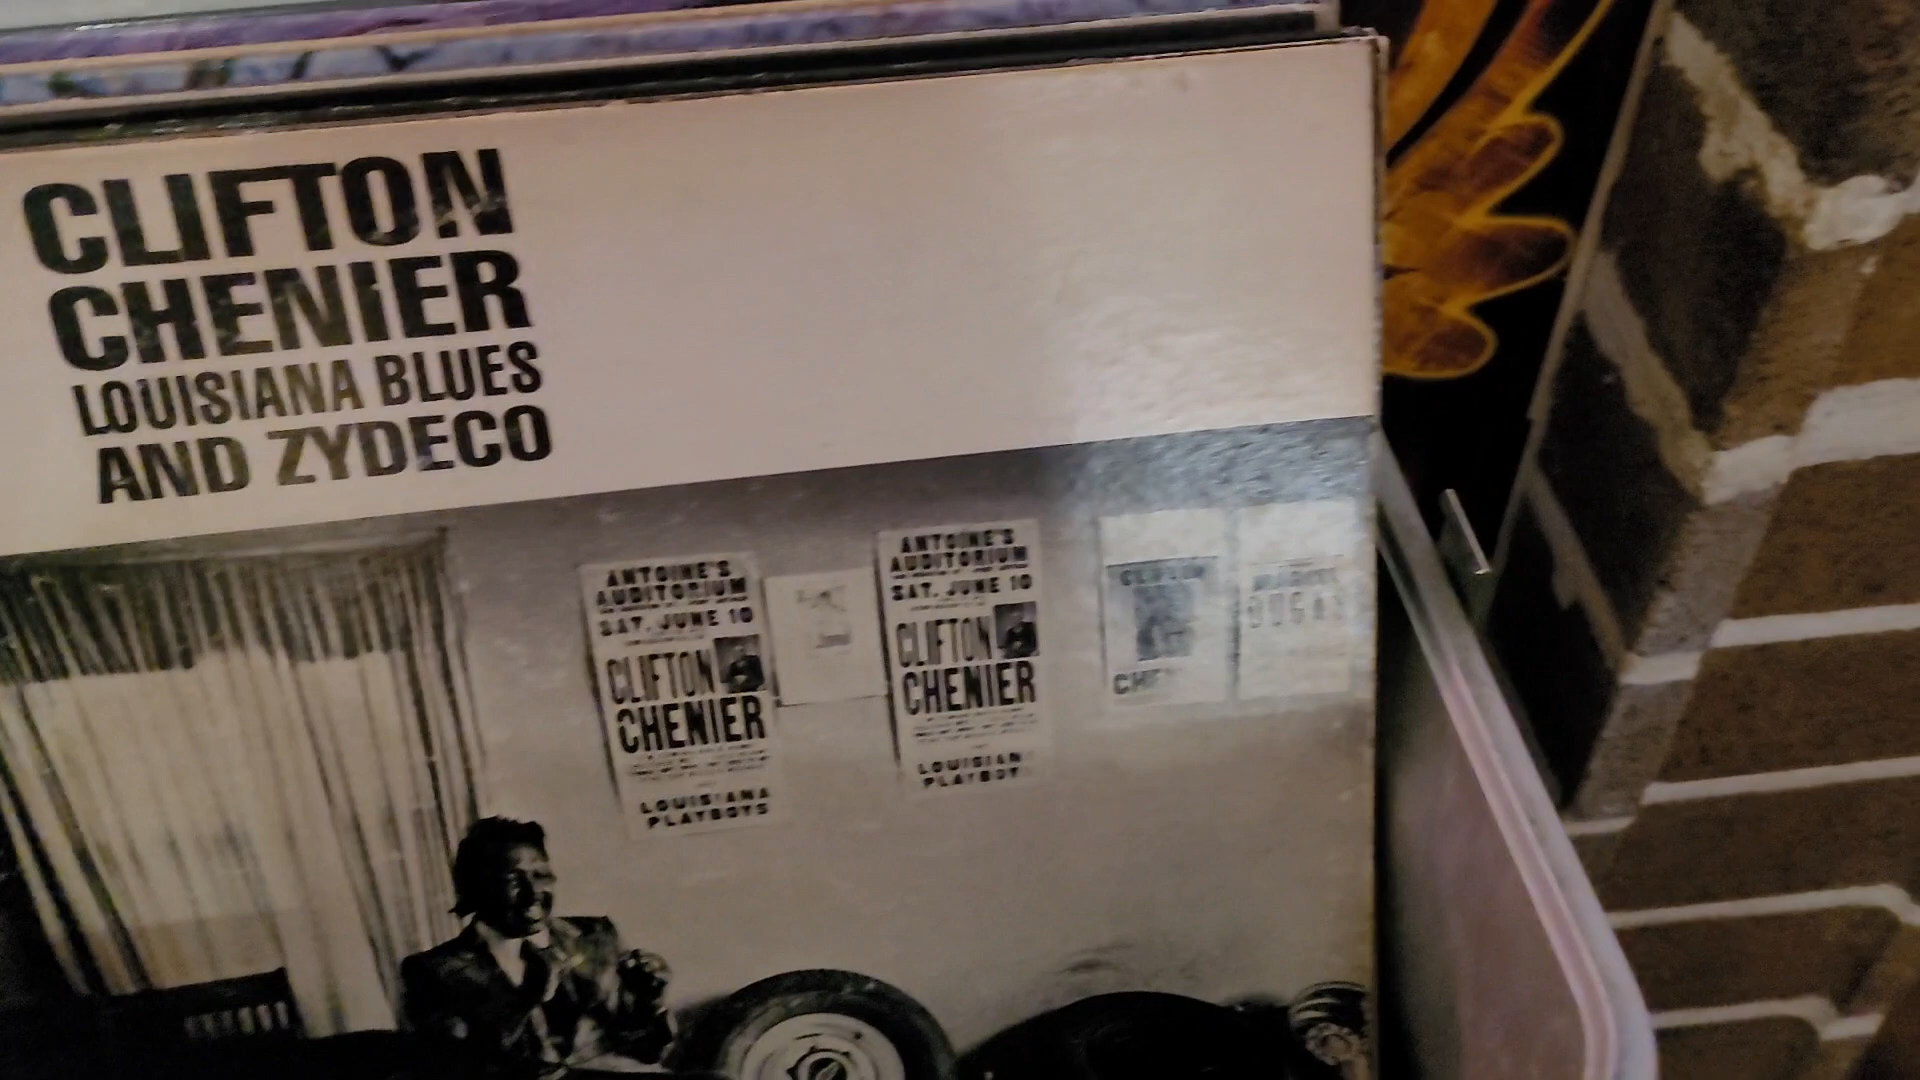 CLIFTON
CHENIER
LOUISIANA BLUES
AND ZYDECO
ANTOINE'S
AUDITORIUM
SAT. JUNE 10
CLIFTON
CHENIER
LOUISIANA
PLAYBOYS
ANTOINE'S
AUDITORIUM
SAT. JUNE 10
CLIFTON
CHENIER
LOUISIAN
PLAYBOY